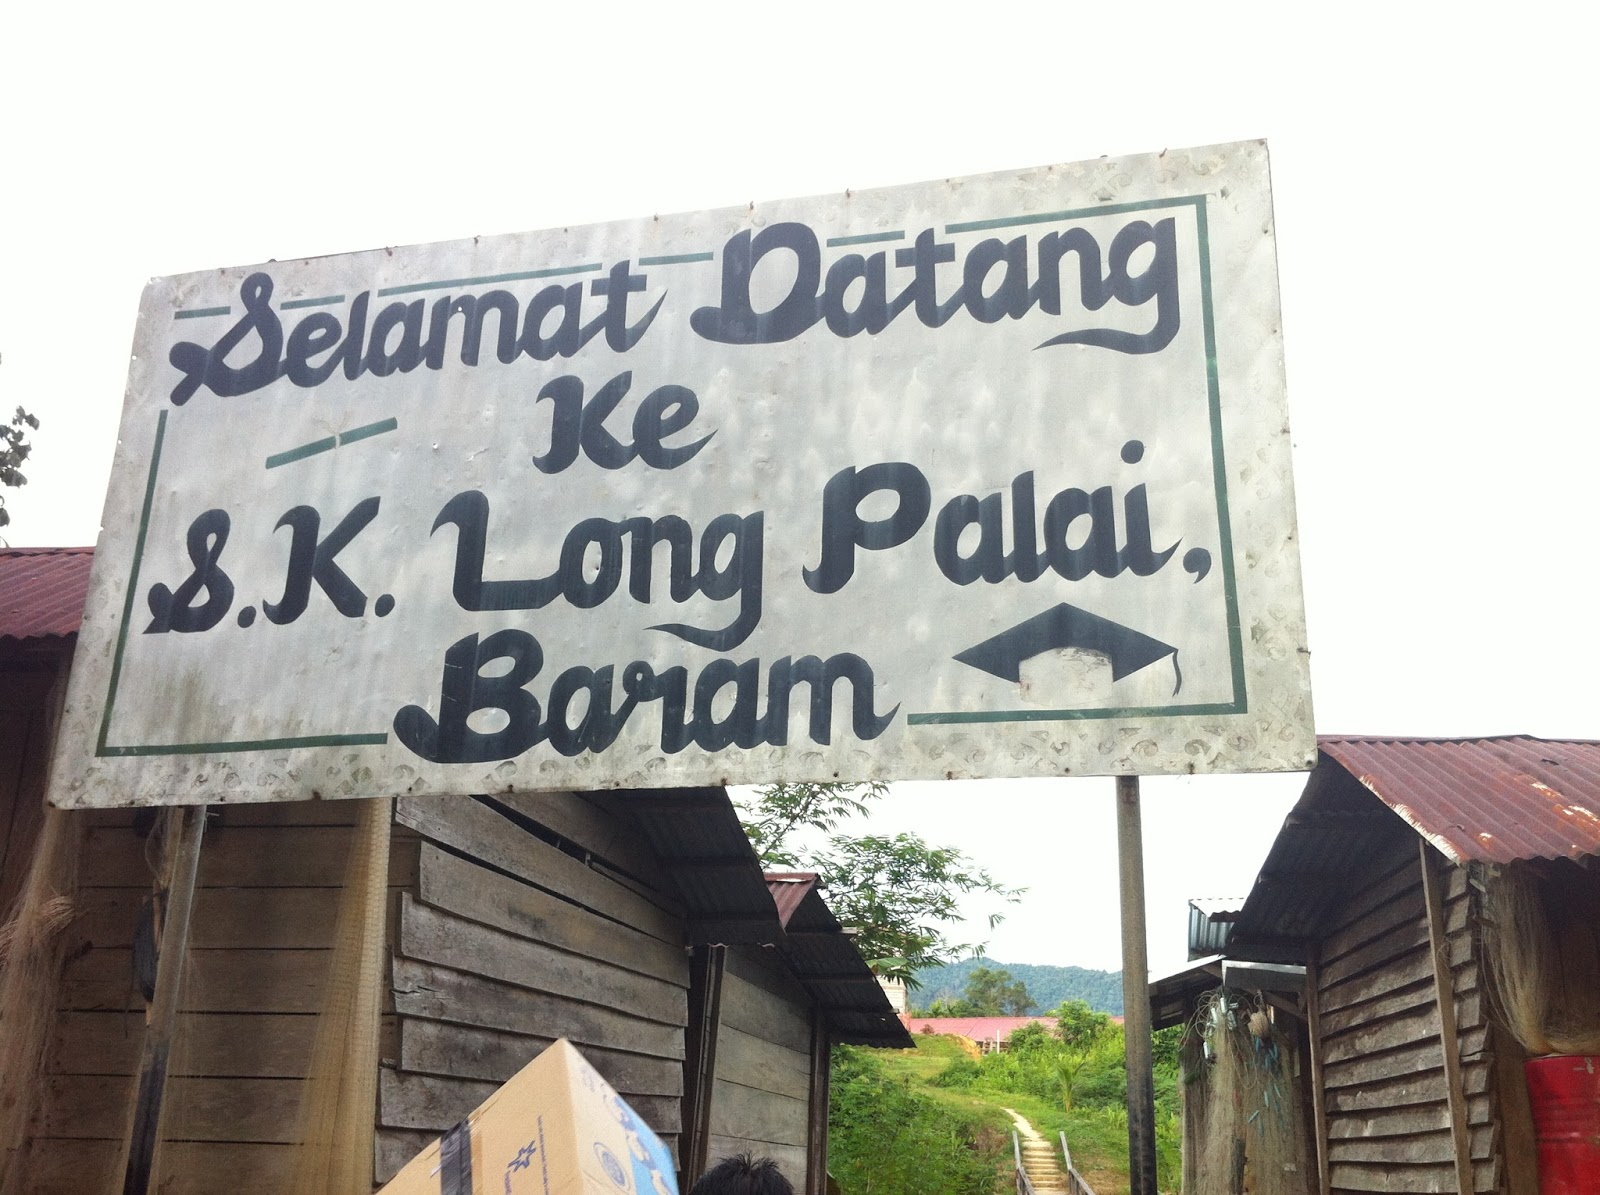 Selamat Datang
Ke
S.K. Long Palai,
Baram